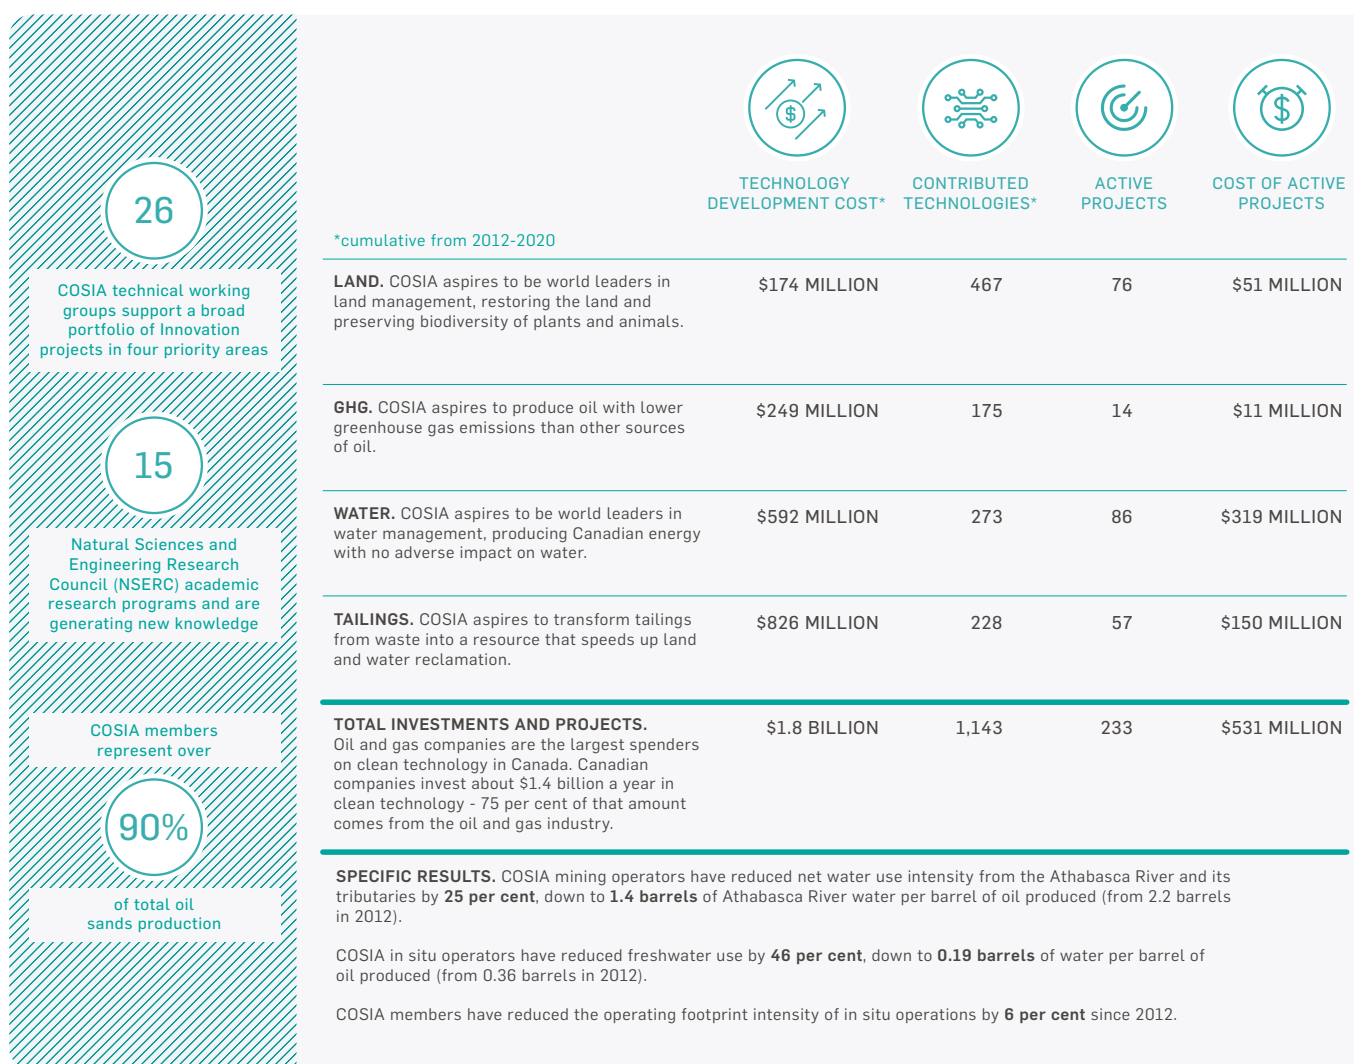 26
COSIA technical working
groups support a broad
portfolio of Innovation
projects in four priority areas
15
Natural Sciences and
Engineering Research
Council (NSERC) academic
research programs and are
generating new knowledge
COSIA members
represent over
90%
of total oil
sands production
TECHNOLOGY
DEVELOPMENT COST*
CONTRIBUTED
TECHNOLOGIES*
ACTIVE
PROJECTS
COST OF ACTIVE
PROJECTS
*cumulative from 2012-2020
LAND. COSIA aspires to be world leaders in
land management, restoring the land and
preserving biodiversity of plants and animals.
$174 MILLION
467
76
$51 MILLION
GHG. COSIA aspires to produce oil with lower
greenhouse gas emissions than other sources
of oil.
$249 MILLION
175
14
$11 MILLION
WATER. COSIA aspires to be world leaders in
water management, producing Canadian energy
with no adverse impact on water.
$592 MILLION
273
86
$319 MILLION
TAILINGS. COSIA aspires to transform tailings
from waste into a resource that speeds up land
and water reclamation.
$826 MILLION
228
57
$150 MILLION
TOTAL INVESTMENTS AND PROJECTS.
Oil and gas companies are the largest spenders
on clean technology in Canada. Canadian
companies invest about $1.4 billion a year in
clean technology - 75 per cent of that amount
comes from the oil and gas industry.
$1.8 BILLION
1,143
233
$531 MILLION
SPECIFIC RESULTS. COSIA mining operators have reduced net water use intensity from the Athabasca River and its
tributaries by 25 per cent, down to 1.4 barrels of Athabasca River water per barrel of oil produced (from 2.2 barrels
in 2012).
COSIA in situ operators have reduced freshwater use by 46 per cent, down to 0.19 barrels of water per barrel of
oil produced (from 0.36 barrels in 2012).
COSIA members have reduced the operating footprint intensity of in situ operations by 6 per cent since 2012.